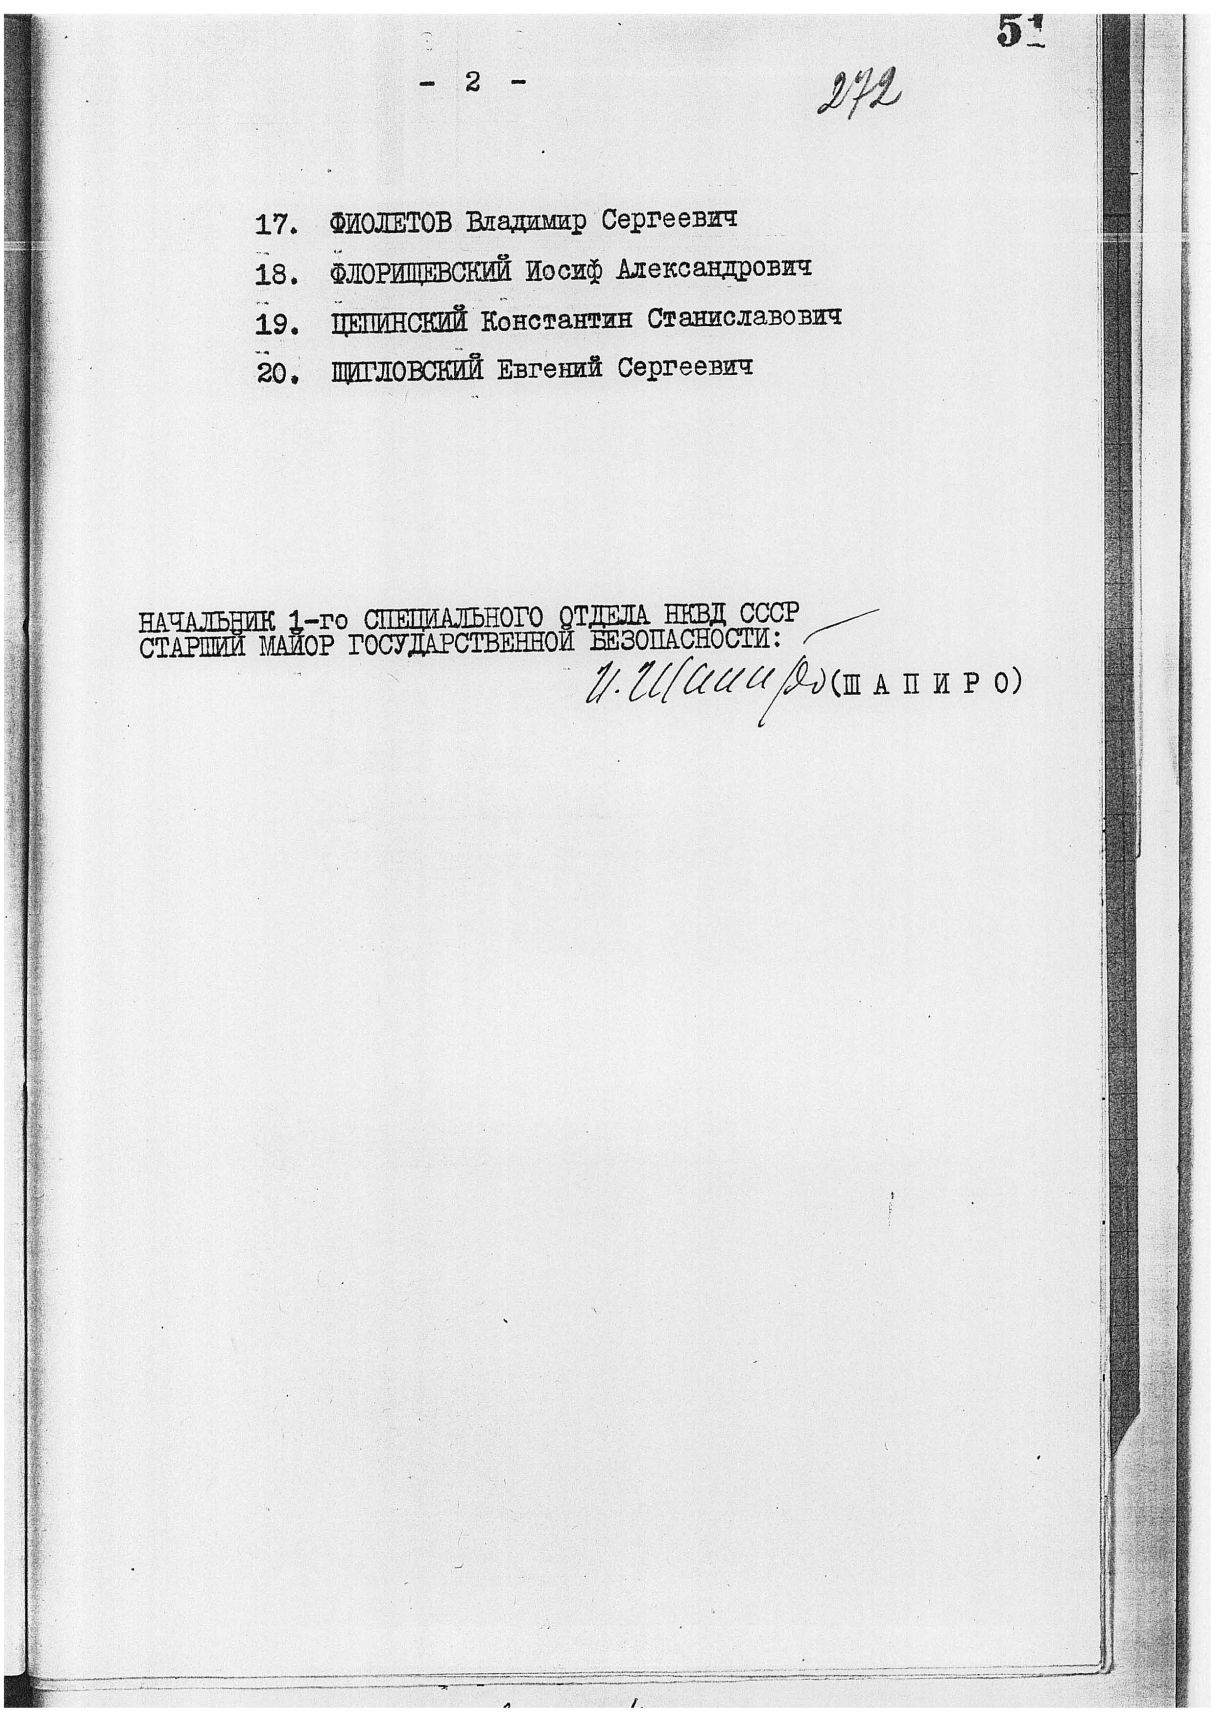 51
- 2 -
272
17. ФИОЛЕТОВ Владимир Сергеевич
18. ФЛОРИЩЕВСКИЙ Иосиф Александрович
19. ЦЕПИНСКИЙ Константин Станиславович
20. ЩИГЛОВСКИЙ Евгений Сергеевич
НАЧАЛЬНИК 1-го СПЕЦИАЛЬНОГО ОТДЕЛА НКВД СССР
СТАРШИЙ МАЙОР ГОСУДАРСТВЕННОЙ БЕЗОПАСНОСТИ:
И. Шапиро (Ш А П И Р О)